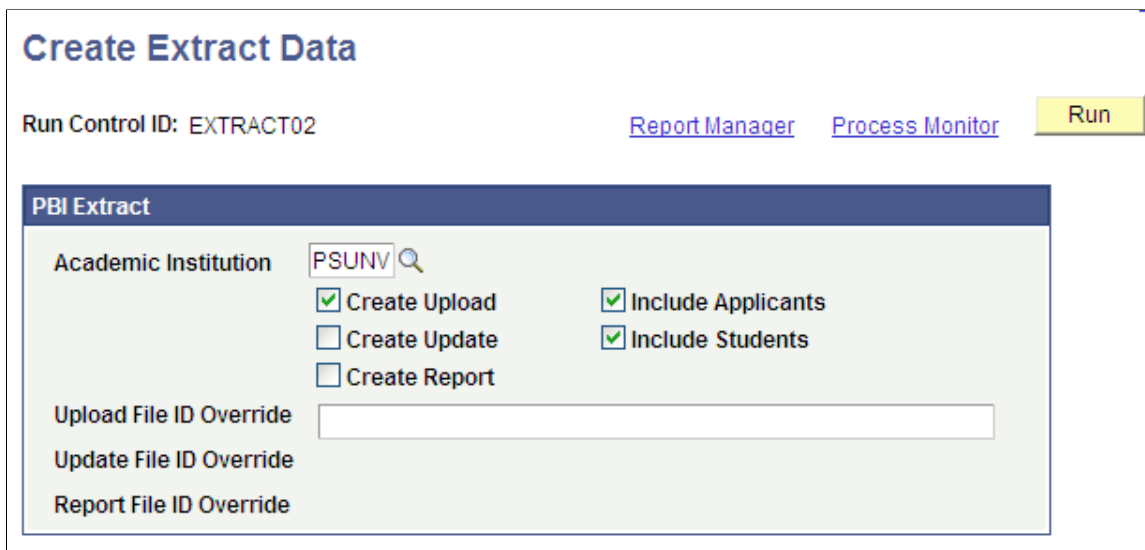 Create Extract Data
Run Control ID: EXTRACT02 Report Manager Process Monitor Run
PBI Extract
Academic Institution PSUNV
Create Upload Include Applicants
Create Update Include Students
Create Report
Upload File ID Override
Update File ID Override
Report File ID Override